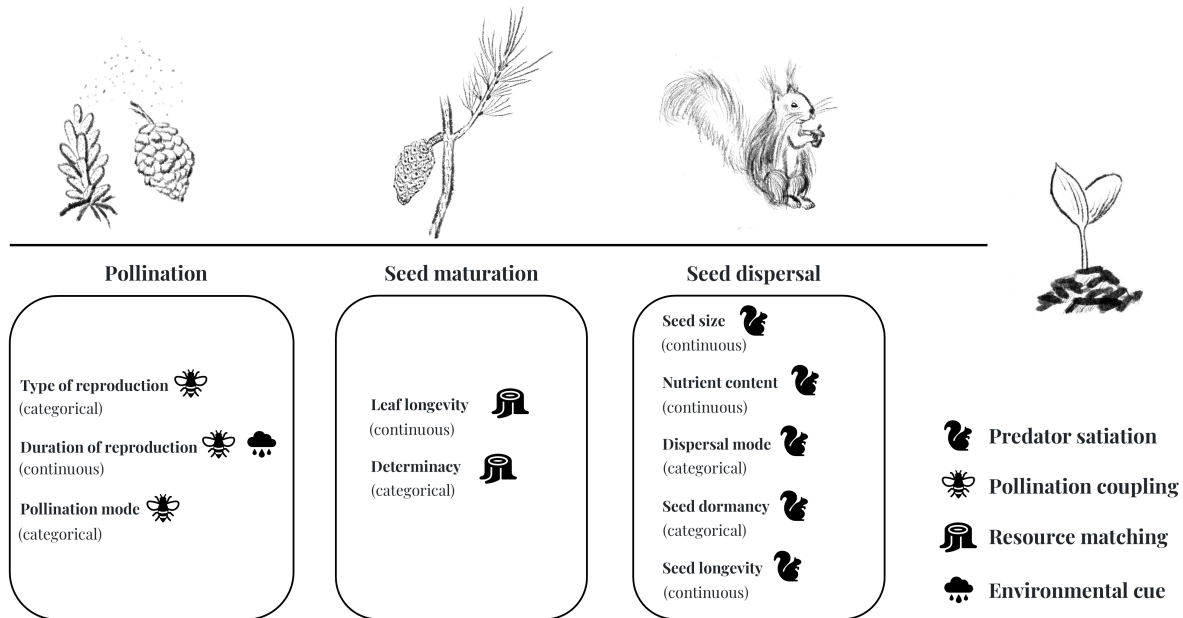 Pollination
Type of reproduction
(categorical)
Duration of reproduction
(continuous)
Pollination mode
(categorical)
Seed maturation
Leaf longevity
(continuous)
Determinacy
(categorical)
Seed dispersal
Seed size
(continuous)
Nutrient content
(continuous)
Dispersal mode
(categorical)
Seed dormancy
(categorical)
Seed longevity
(continuous)
Predator satiation
Pollination coupling
Resource matching
Environmental cue